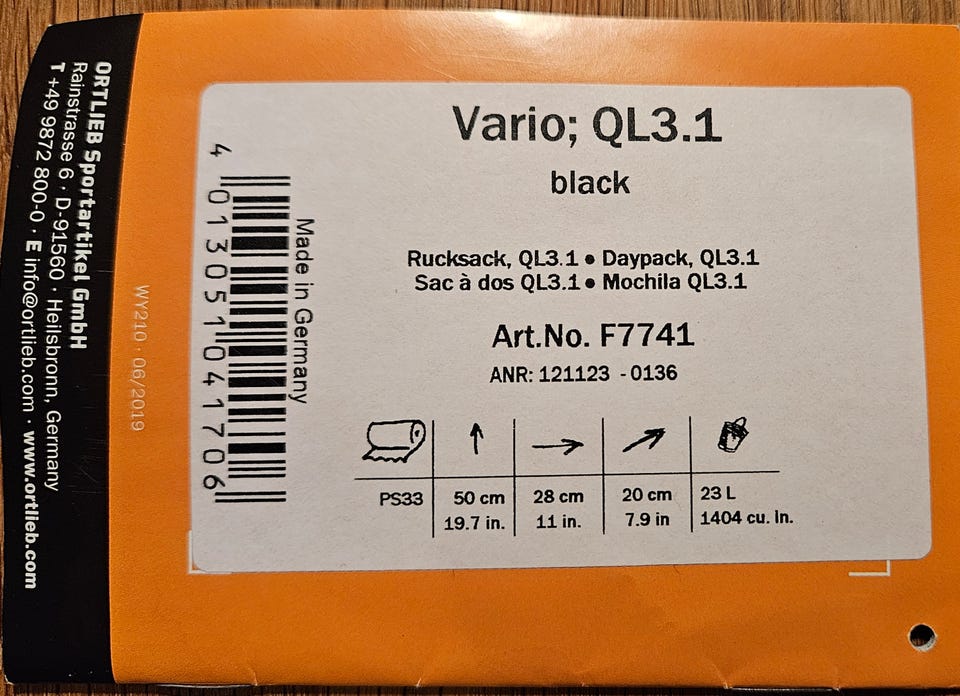 ORTLIEB Sportartikel GmbH
Rainstrasse 6 · D-91560 · Heilsbronn, Germany
T +49 9872 800-0 · E info@ortlieb.com · www.ortlieb.com
WY210 · 06/2019
Made in Germany
4 013051 041706
Vario; QL3.1
black
Rucksack, QL3.1 • Daypack, QL3.1
Sac à dos QL3.1 • Mochila QL3.1
Art.No. F7741
ANR: 121123 - 0136
PS33 50 cm 28 cm 20 cm 23 L
19.7 in. 11 in. 7.9 in 1404 cu. in.